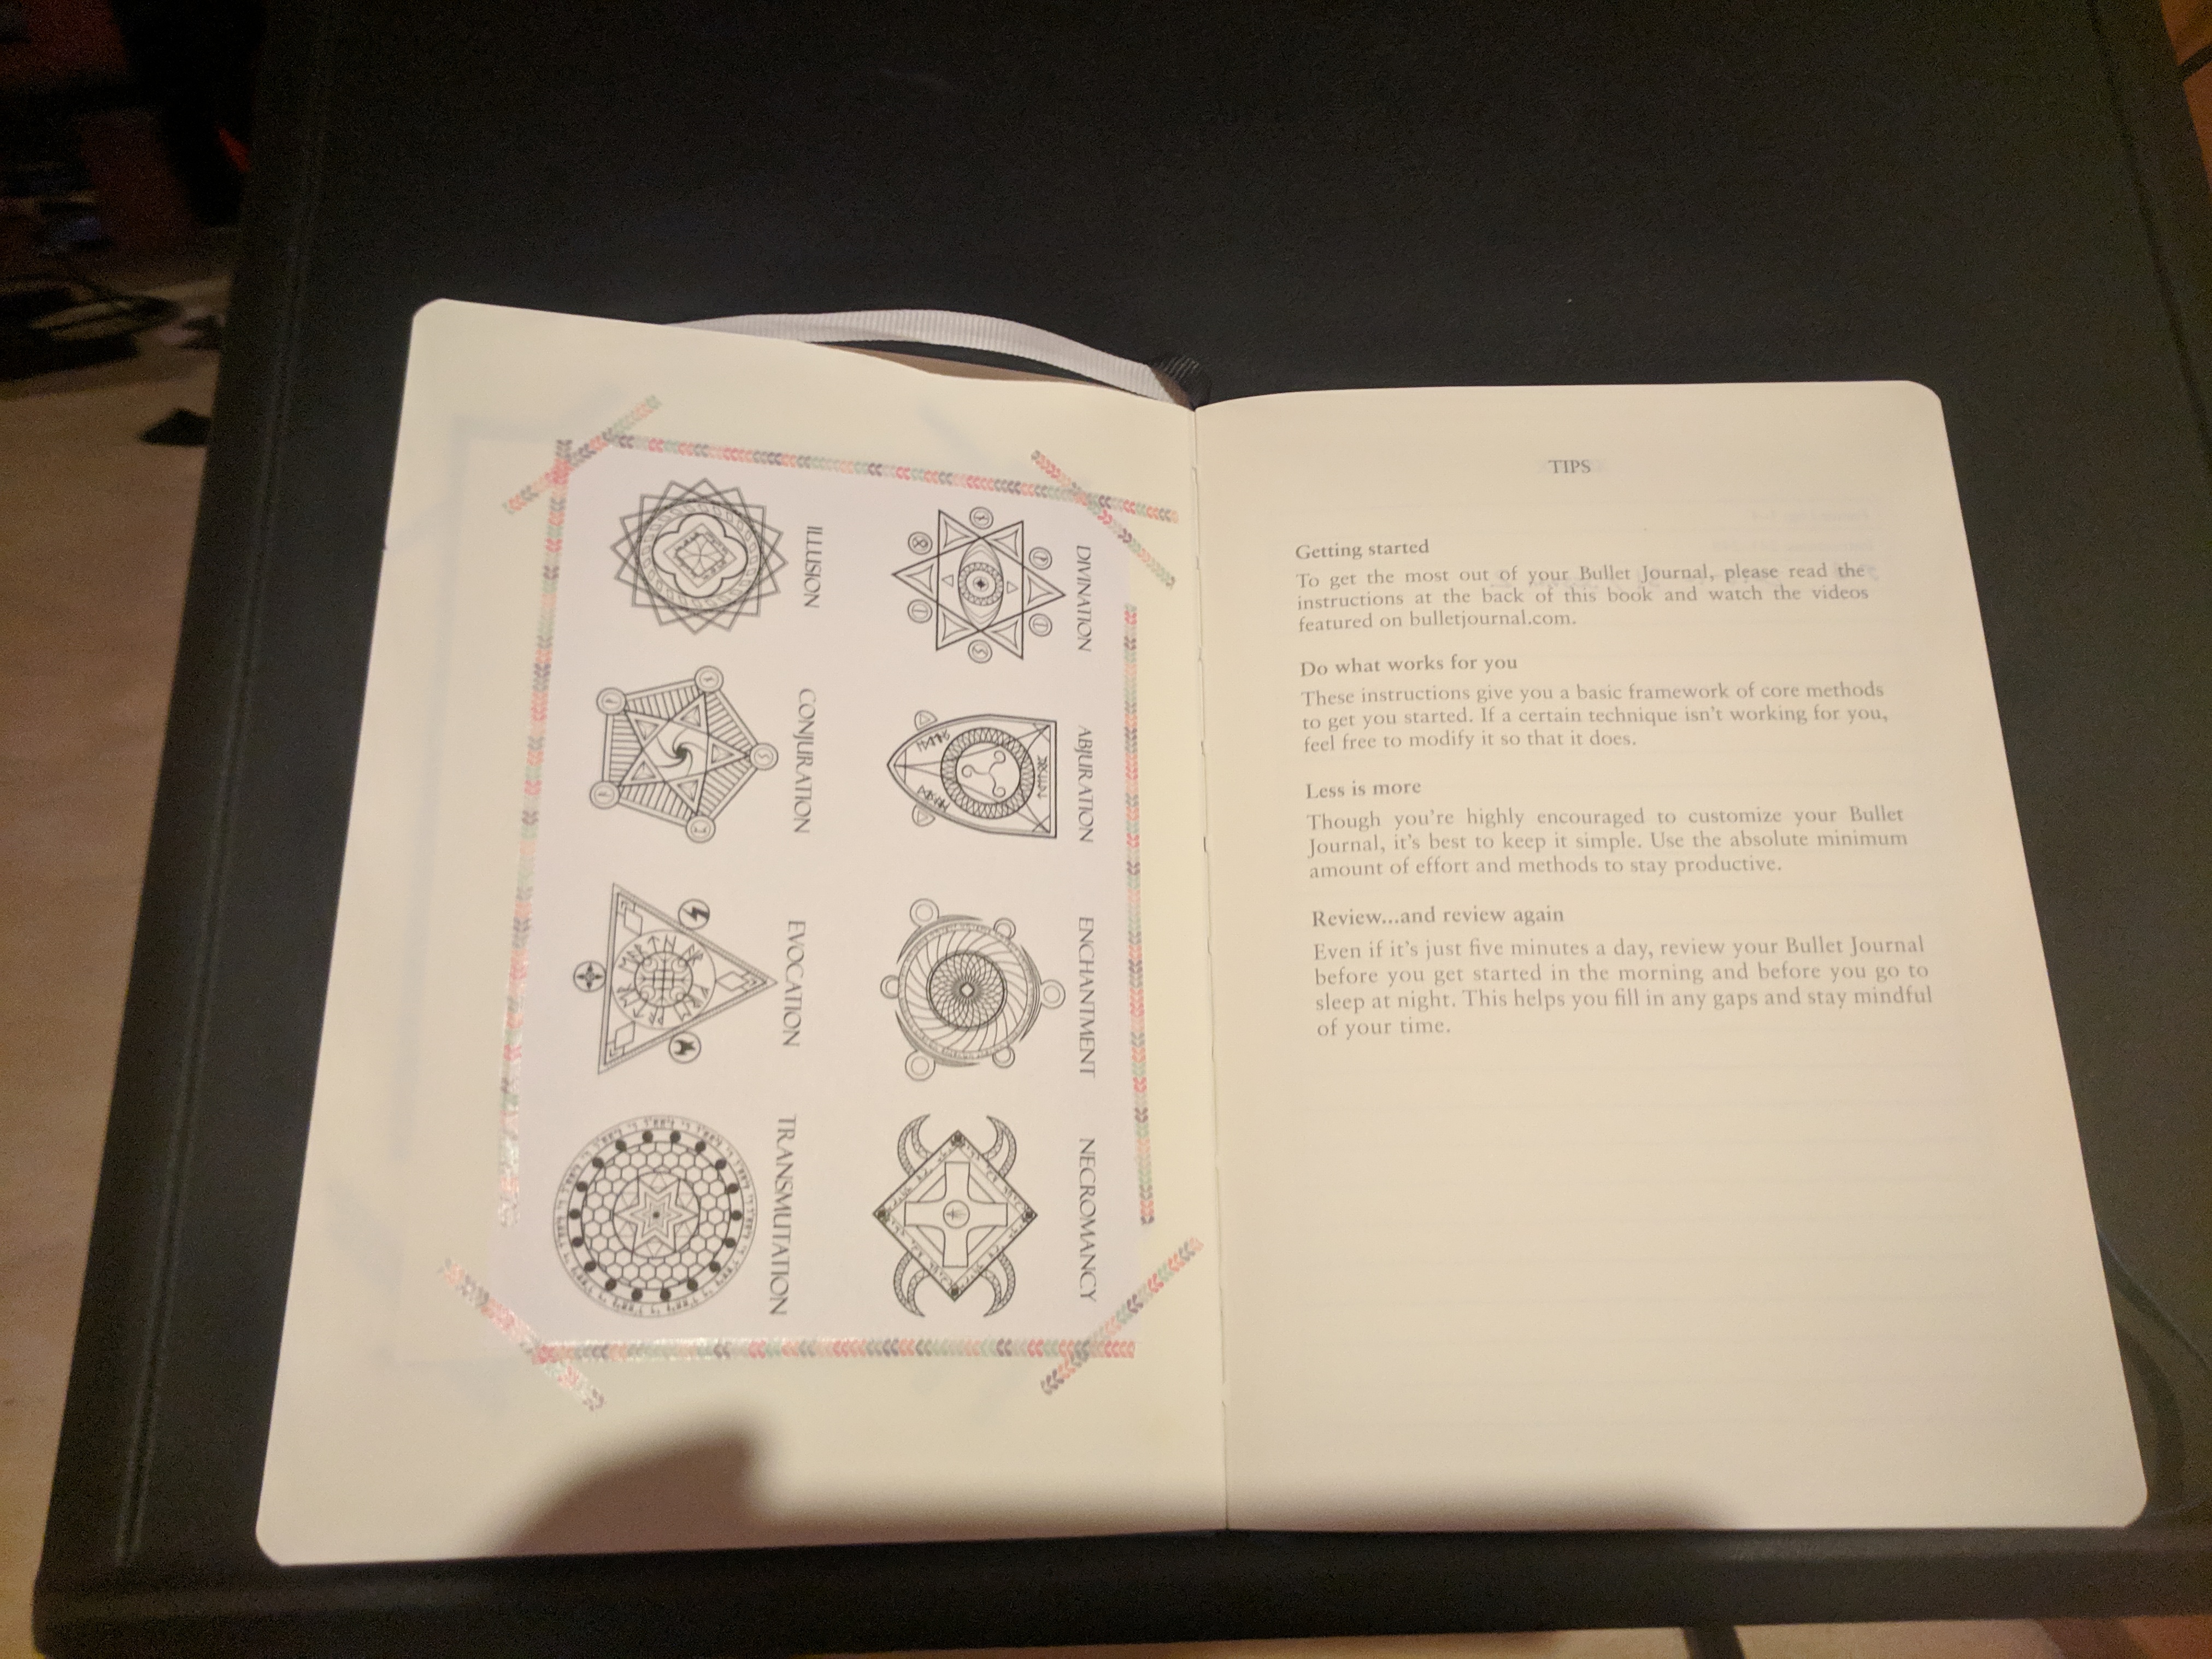 DIVINATION
ABJURATION
ENCHANTMENT
NECROMANCY
ILLUSION
CONJURATION
EVOCATION
TRANSMUTATION
TIPS
Getting started
To get the most out of your Bullet Journal, please read the
instructions at the back of this book and watch the videos
featured on bulletjournal.com.
Do what works for you
These instructions give you a basic framework of core methods
to get you started. If a certain technique isn't working for you,
feel free to modify it so that it does.
Less is more
Though you're highly encouraged to customize your Bullet
Journal, it's best to keep it simple. Use the absolute minimum
amount of effort and methods to stay productive.
Review...and review again
Even if it's just five minutes a day, review your Bullet Journal
before you get started in the morning and before you go to
sleep at night. This helps you fill in any gaps and stay mindful
of your time.